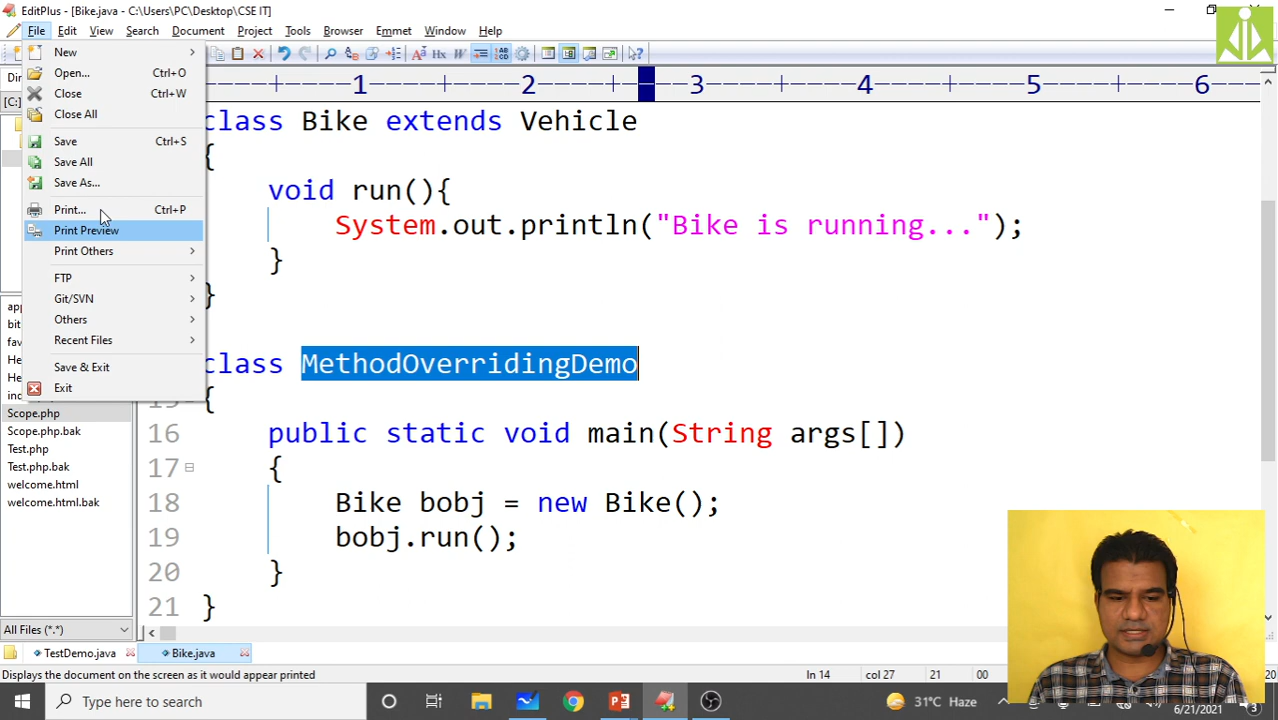 EditPlus - [Bike.java - C:\Users\PC\Desktop\CSE IT]
File Edit View Search Document Project Tools Browser Emmet Window Help
New
Open... Ctrl+O
Close Ctrl+W
Close All
Save Ctrl+S
Save All
Save As...
Print... Ctrl+P
Print Preview
Print Others
FTP
Git/SVN
Others
Recent Files
Save & Exit
Exit
1 2 3 4 5 6
class Bike extends Vehicle
{
void run(){
System.out.println("Bike is running...");
}
}
class MethodOverridingDemo
{
16 public static void main(String args[])
17 {
18 Bike bobj = new Bike();
19 bobj.run();
20 }
21 }
Scope.php
Scope.php.bak
Test.php
Test.php.bak
welcome.html
welcome.html.bak
All Files (*.*)
TestDemo.java Bike.java
Displays the document on the screen as it would appear printed ln 14 col 27 21 00
Type here to search
31°C Haze
6/21/2021